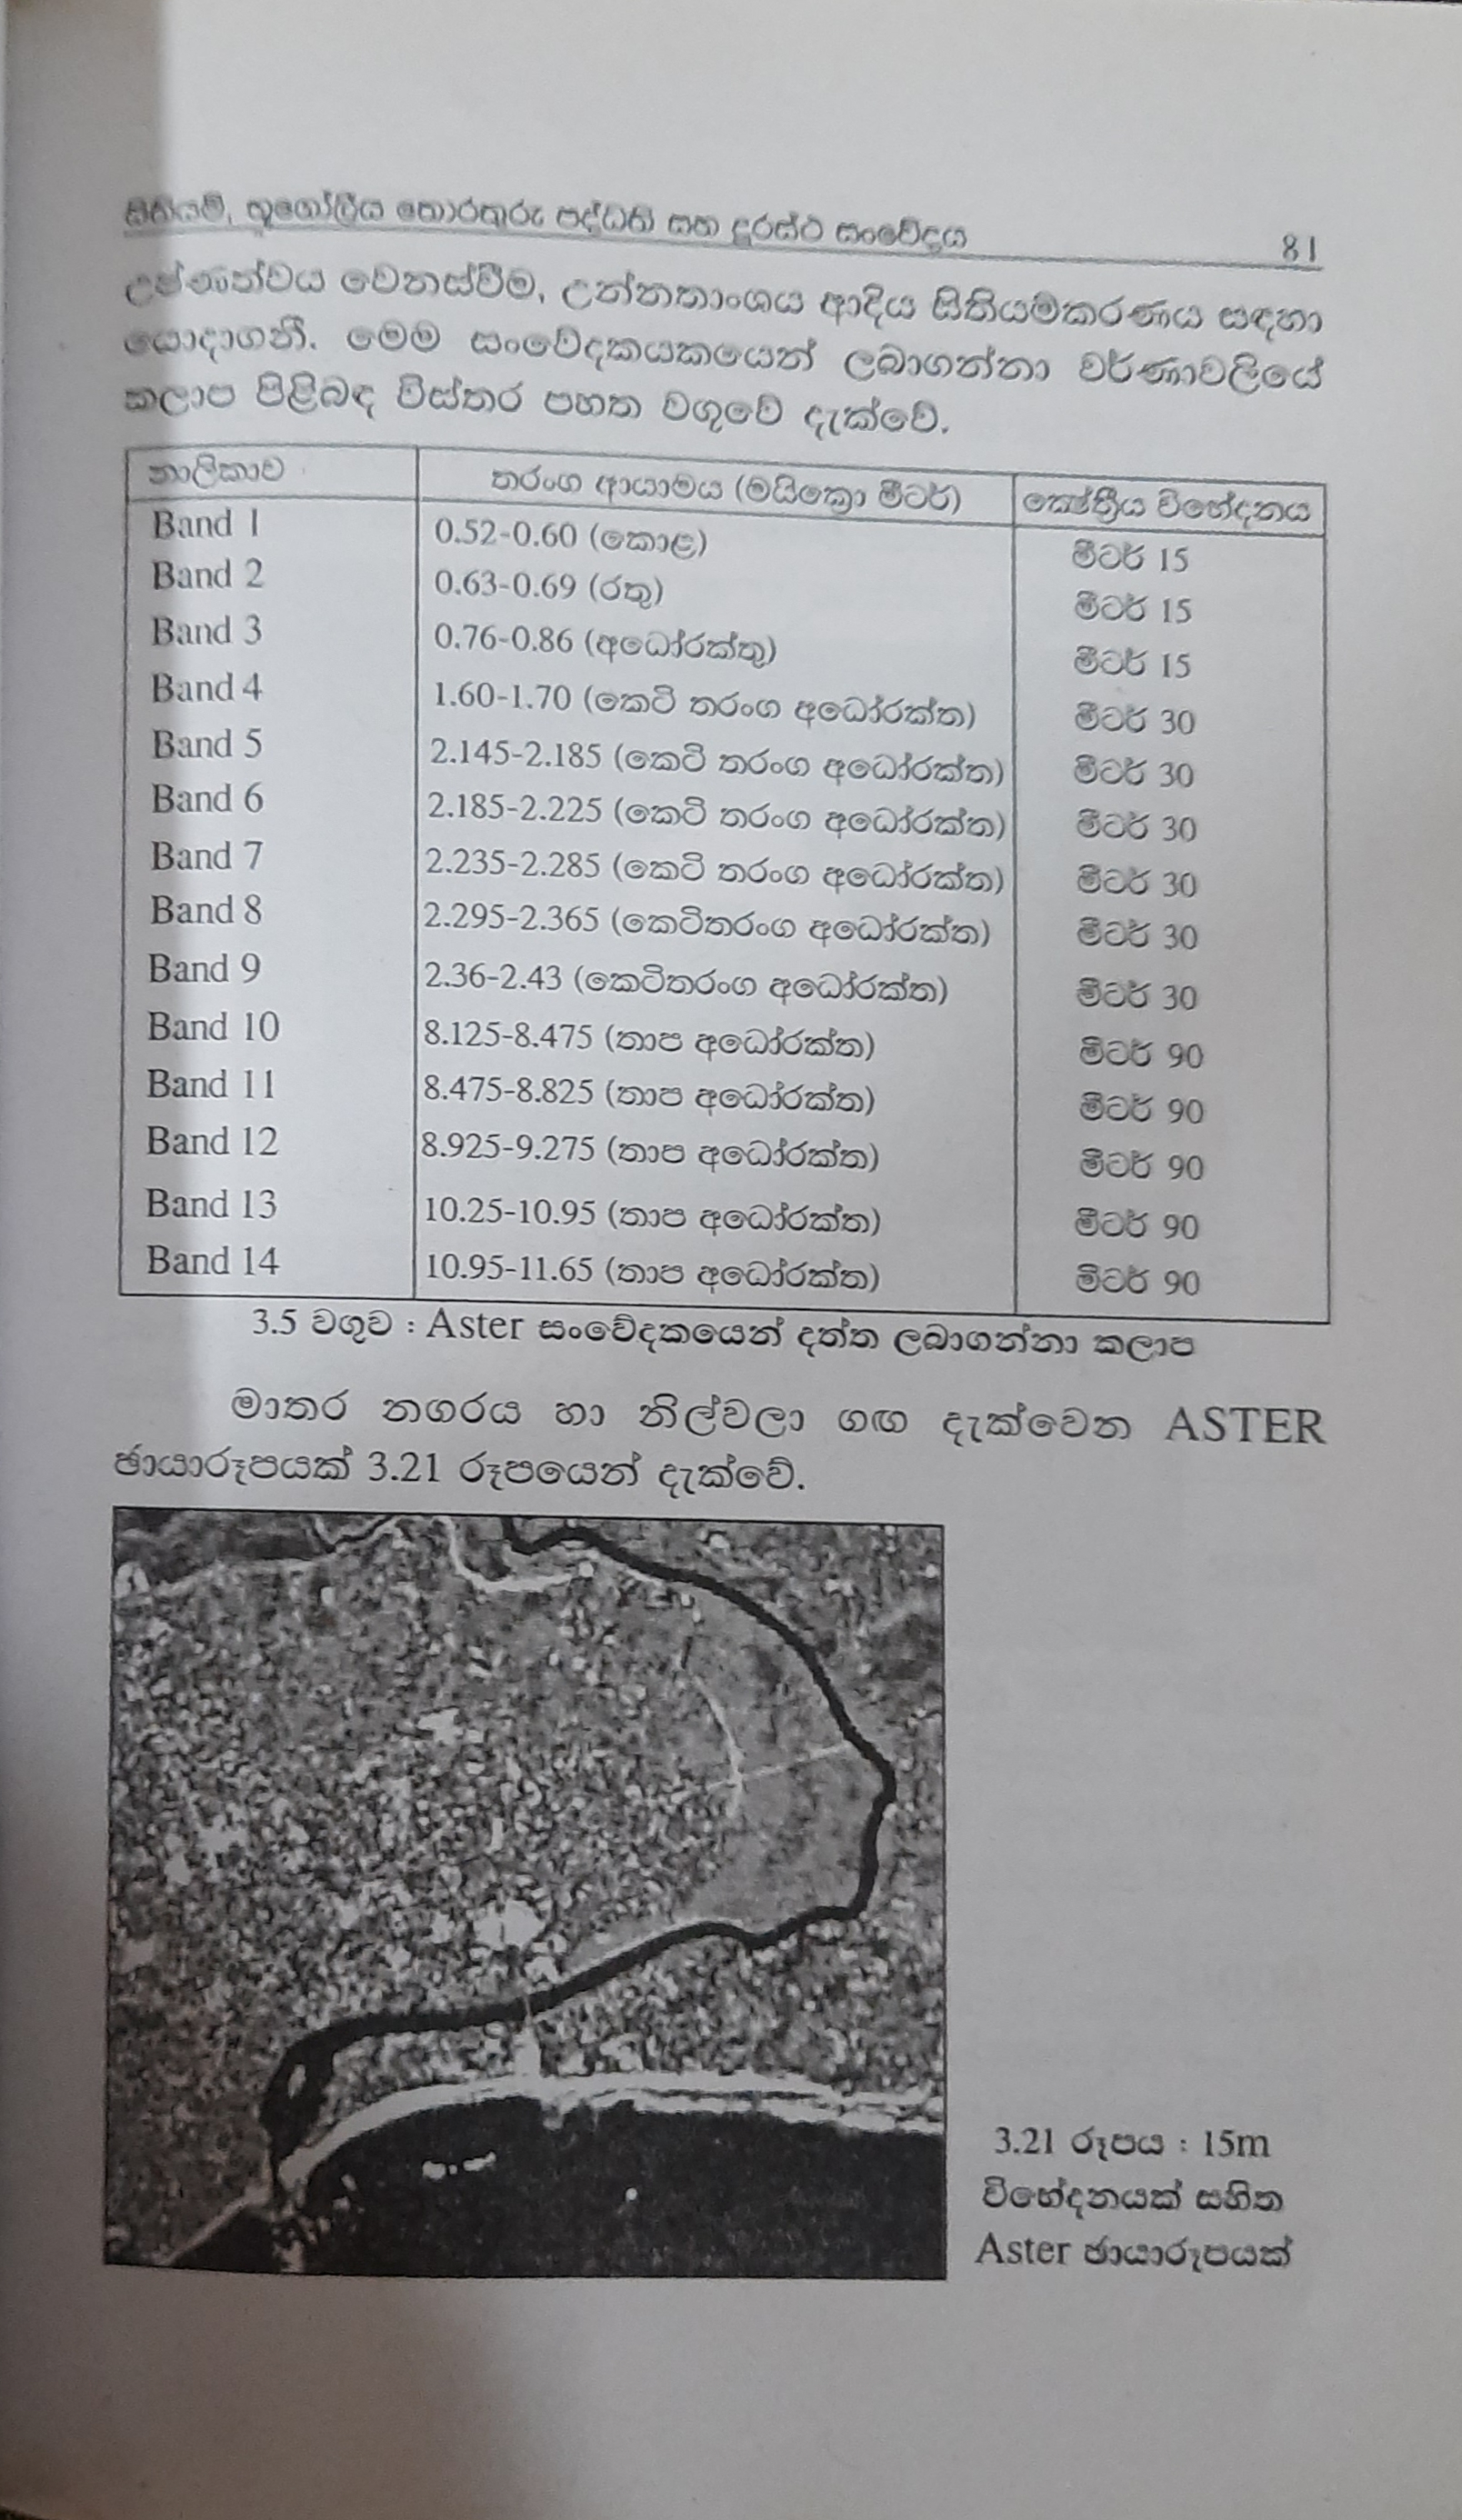 සිතියම්, භූගෝලීය තොරතුරු පද්ධති සහ දූරස්ථ සංවේදය 81
උෂ්ණත්වය වෙනස්වීම, උන්නතාංශය ආදිය සිතියම්කරණය සඳහා
යොදාගනී. මෙම සංවේදකයකයෙන් ලබාගන්නා වර්ණාවලියේ
කලාප පිළිබඳ විස්තර පහත වගුවේ දැක්වේ.
නාලිකාව තරංග ආයාමය (මයික්‍රො මීටර්) ක්‍ෂේත්‍රීය විභේදනය
Band 1 0.52-0.60 (කොළ) මීටර් 15
Band 2 0.63-0.69 (රතු) මීටර් 15
Band 3 0.76-0.86 (අධෝරක්තු) මීටර් 15
Band 4 1.60-1.70 (කෙටි තරංග අධෝරක්ත) මීටර් 30
Band 5 2.145-2.185 (කෙටි තරංග අධෝරක්ත) මීටර් 30
Band 6 2.185-2.225 (කෙටි තරංග අධෝරක්ත) මීටර් 30
Band 7 2.235-2.285 (කෙටි තරංග අධෝරක්ත) මීටර් 30
Band 8 2.295-2.365 (කෙටිතරංග අධෝරක්ත) මීටර් 30
Band 9 2.36-2.43 (කෙටිතරංග අධෝරක්ත) මීටර් 30
Band 10 8.125-8.475 (තාප අධෝරක්ත) මීටර් 90
Band 11 8.475-8.825 (තාප අධෝරක්ත) මීටර් 90
Band 12 8.925-9.275 (තාප අධෝරක්ත) මීටර් 90
Band 13 10.25-10.95 (තාප අධෝරක්ත) මීටර් 90
Band 14 10.95-11.65 (තාප අධෝරක්ත) මීටර් 90
3.5 වගුව : Aster සංවේදකයෙන් දත්ත ලබාගන්නා කලාප
මාතර නගරය හා නිල්වලා ගඟ දැක්වෙන ASTER
ඡායාරූපයක් 3.21 රූපයෙන් දැක්වේ.
3.21 රූපය : 15m
විභේදනයක් සහිත
Aster ඡායාරූපයක්